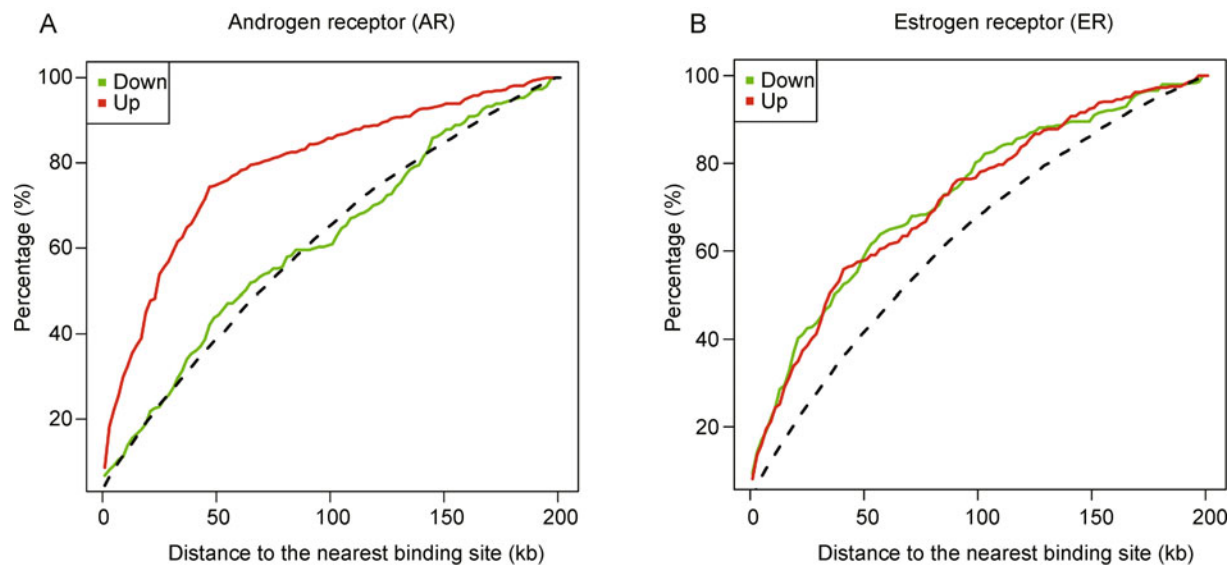 A
Androgen receptor (AR)
Down
Up
100
80
60
40
20
Percentage (%)
0
50
100
150
200
Distance to the nearest binding site (kb)
B
Estrogen receptor (ER)
Down
Up
100
80
60
40
20
Percentage (%)
0
50
100
150
200
Distance to the nearest binding site (kb)